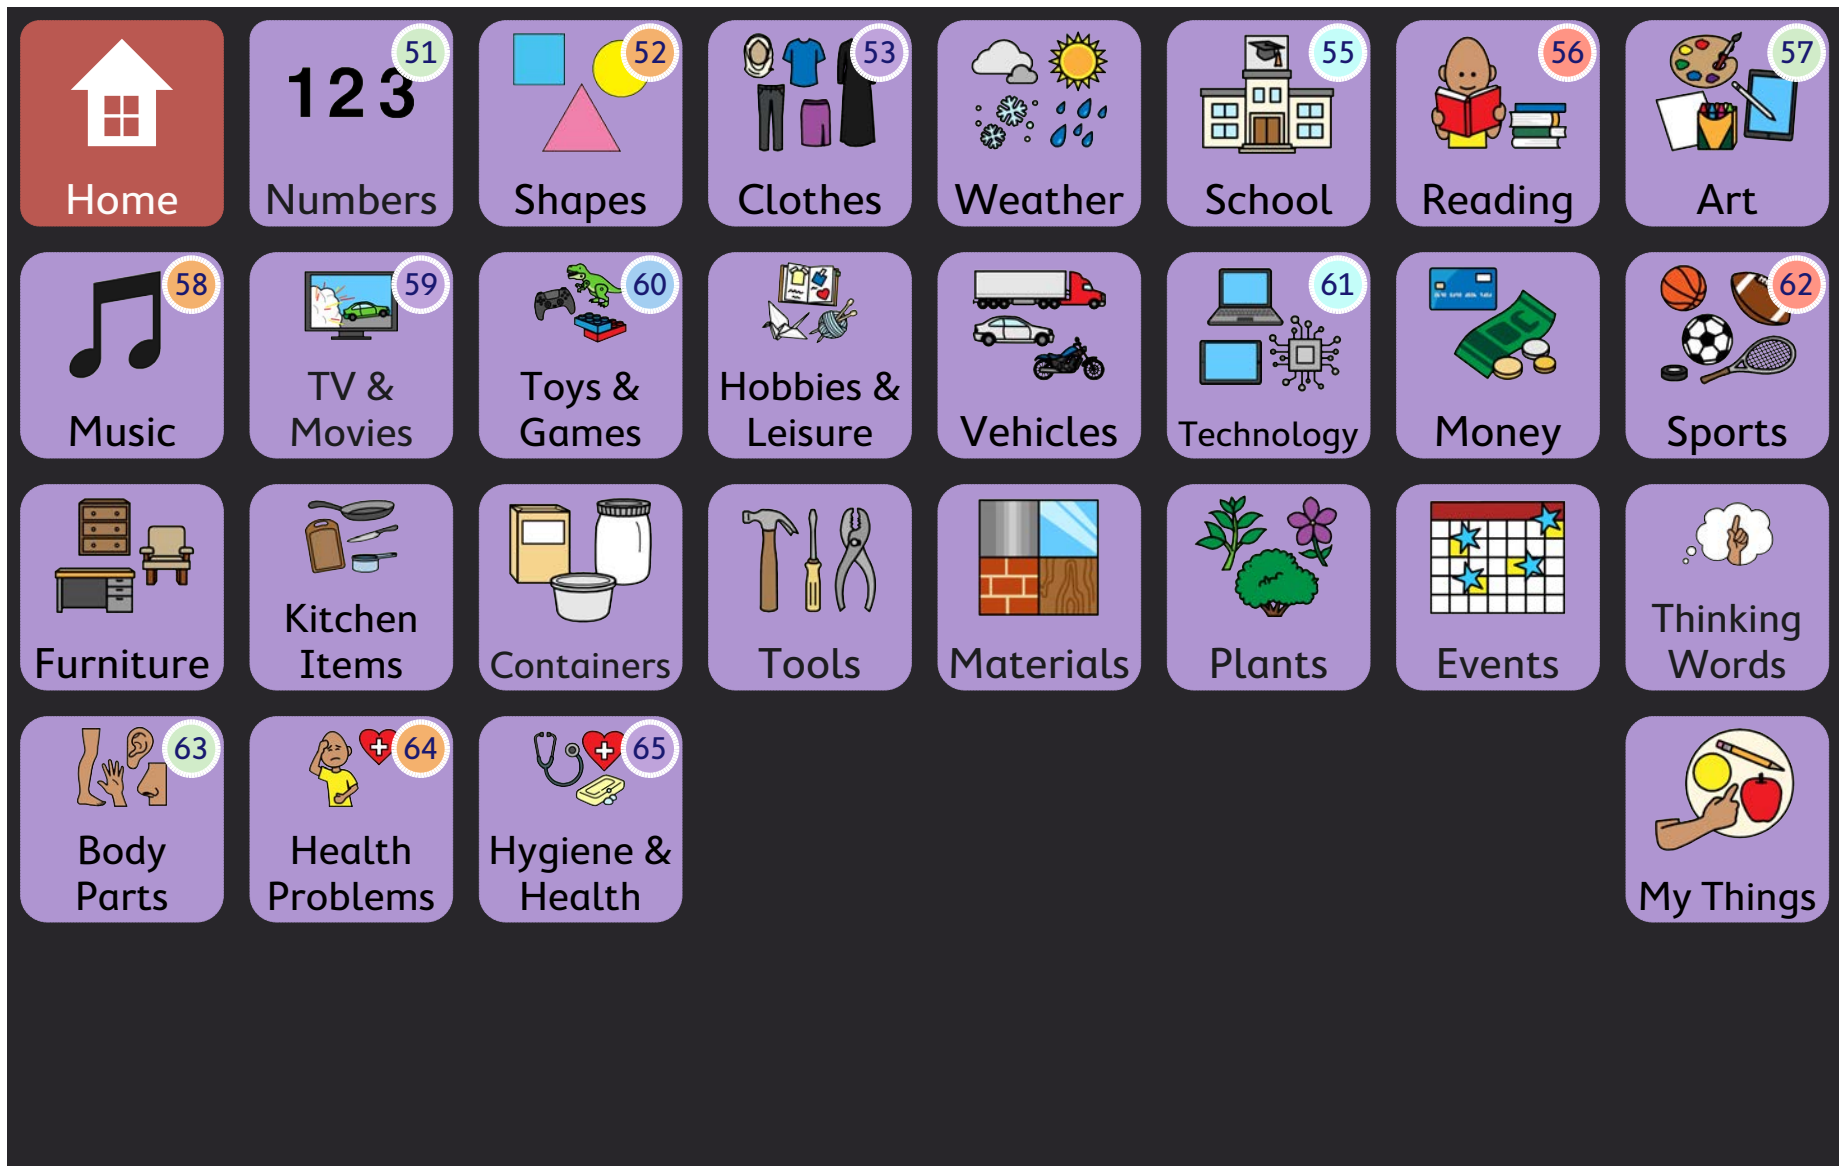 Home
123
51
Numbers
52
Shapes
53
Clothes
Weather
55
School
56
Reading
57
Art
58
Music
59
TV &
Movies
60
Toys &
Games
Hobbies &
Leisure
Vehicles
61
Technology
Money
62
Sports
Furniture
Kitchen
Items
Containers
Tools
Materials
Plants
Events
Thinking
Words
63
Body
Parts
64
Health
Problems
65
Hygiene &
Health
My Things